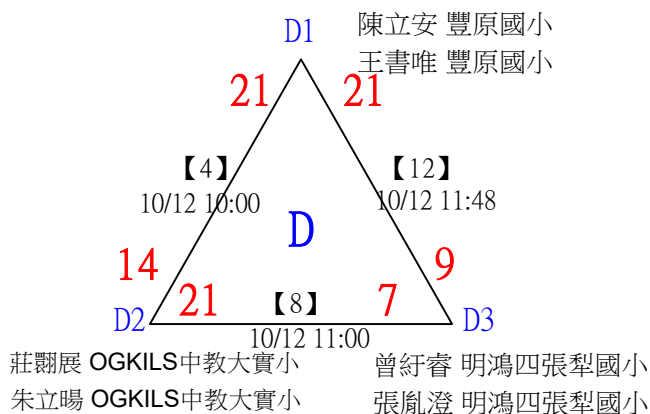 D1
陳立安 豐原國小
王書唯 豐原國小
21
21
【4】
10/12 10:00
【12】
10/12 11:48
D
14
9
21
【8】
7
D2
10/12 11:00
D3
莊翾展 OGKILS中教大實小
曾紆睿 明鴻四張犁國小
朱立暘 OGKILS中教大實小
張胤澄 明鴻四張犁國小